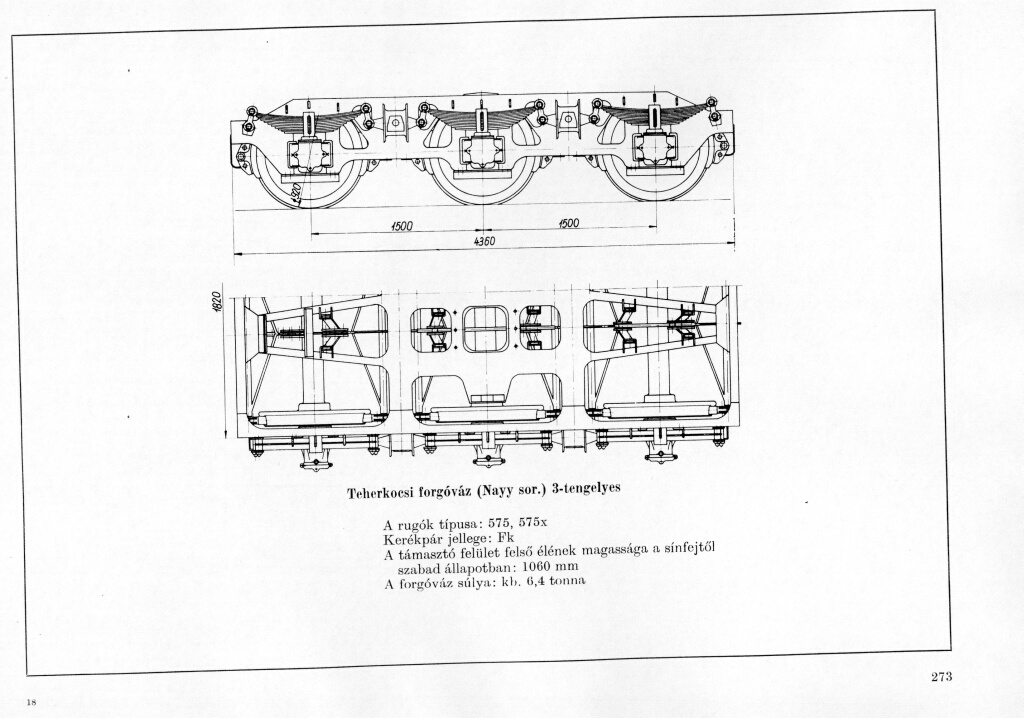 920
1500
1500
4360
1820
Teherkocsi forgóváz (Nayy sor.) 3-tengelyes
A rugók típusa: 575, 575x
Kerékpár jellege: Fk
A támasztó felület felső élének magassága a sínfejtől
szabad állapotban: 1060 mm
A forgóváz súlya: kb. 6,4 tonna
273
18